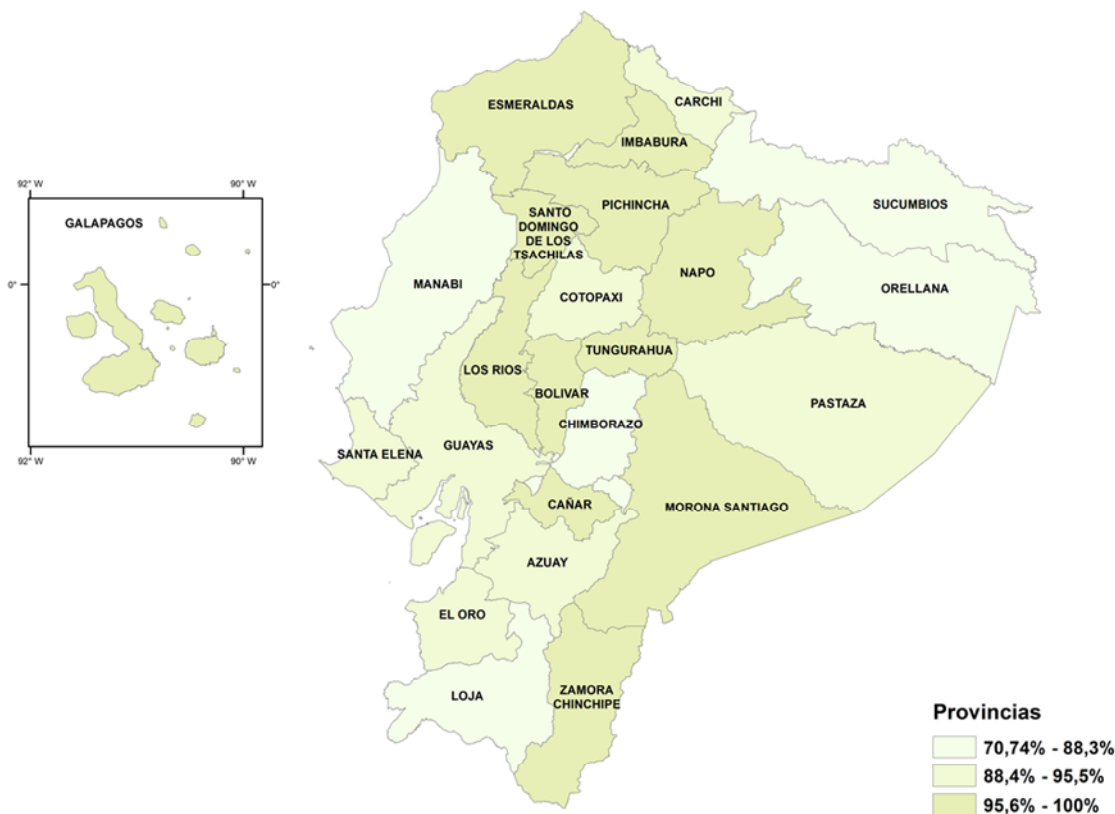 ESMERALDAS
CARCHI
IMBABURA
92° W
90° W
GALAPAGOS
PICHINCHA
SUCUMBIOS
SANTO
DOMINGO
DE LOS
TSACHILAS
NAPO
0°
0°
MANABI
COTOPAXI
ORELLANA
TUNGURAHUA
LOS RIOS
BOLIVAR
PASTAZA
CHIMBORAZO
GUAYAS
SANTA ELEÑA
92° W
90° W
CAÑAR
MORONA SANTIAGO
AZUAY
EL ORO
LOJA
ZAMORA
CHINCHIPE
Provincias
70,74% - 88,3%
88,4% - 95,5%
95,6% - 100%